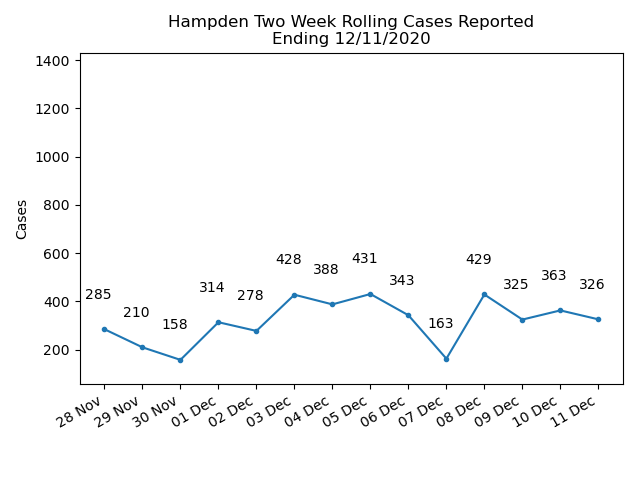 Hampden Two Week Rolling Cases Reported
Ending 12/11/2020
1400
1200
1000
800
600
400
200
Cases
285
210
158
314
278
428
388
431
343
163
429
325
363
326
28 Nov
29 Nov
30 Nov
01 Dec
02 Dec
03 Dec
04 Dec
05 Dec
06 Dec
07 Dec
08 Dec
09 Dec
10 Dec
11 Dec